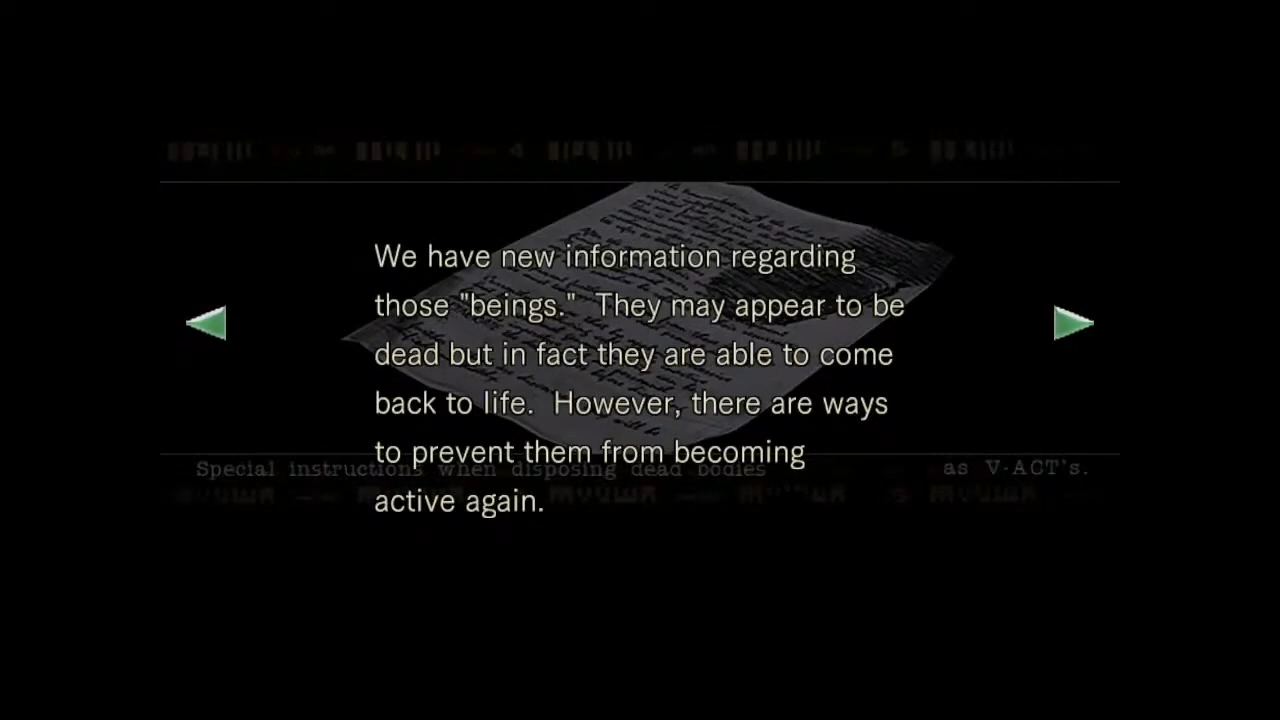 We have new information regarding
those "beings."  They may appear to be
dead but in fact they are able to come
back to life.  However, there are ways
to prevent them from becoming
Special instructions when disposing dead bodies as V-ACT's.
active again.